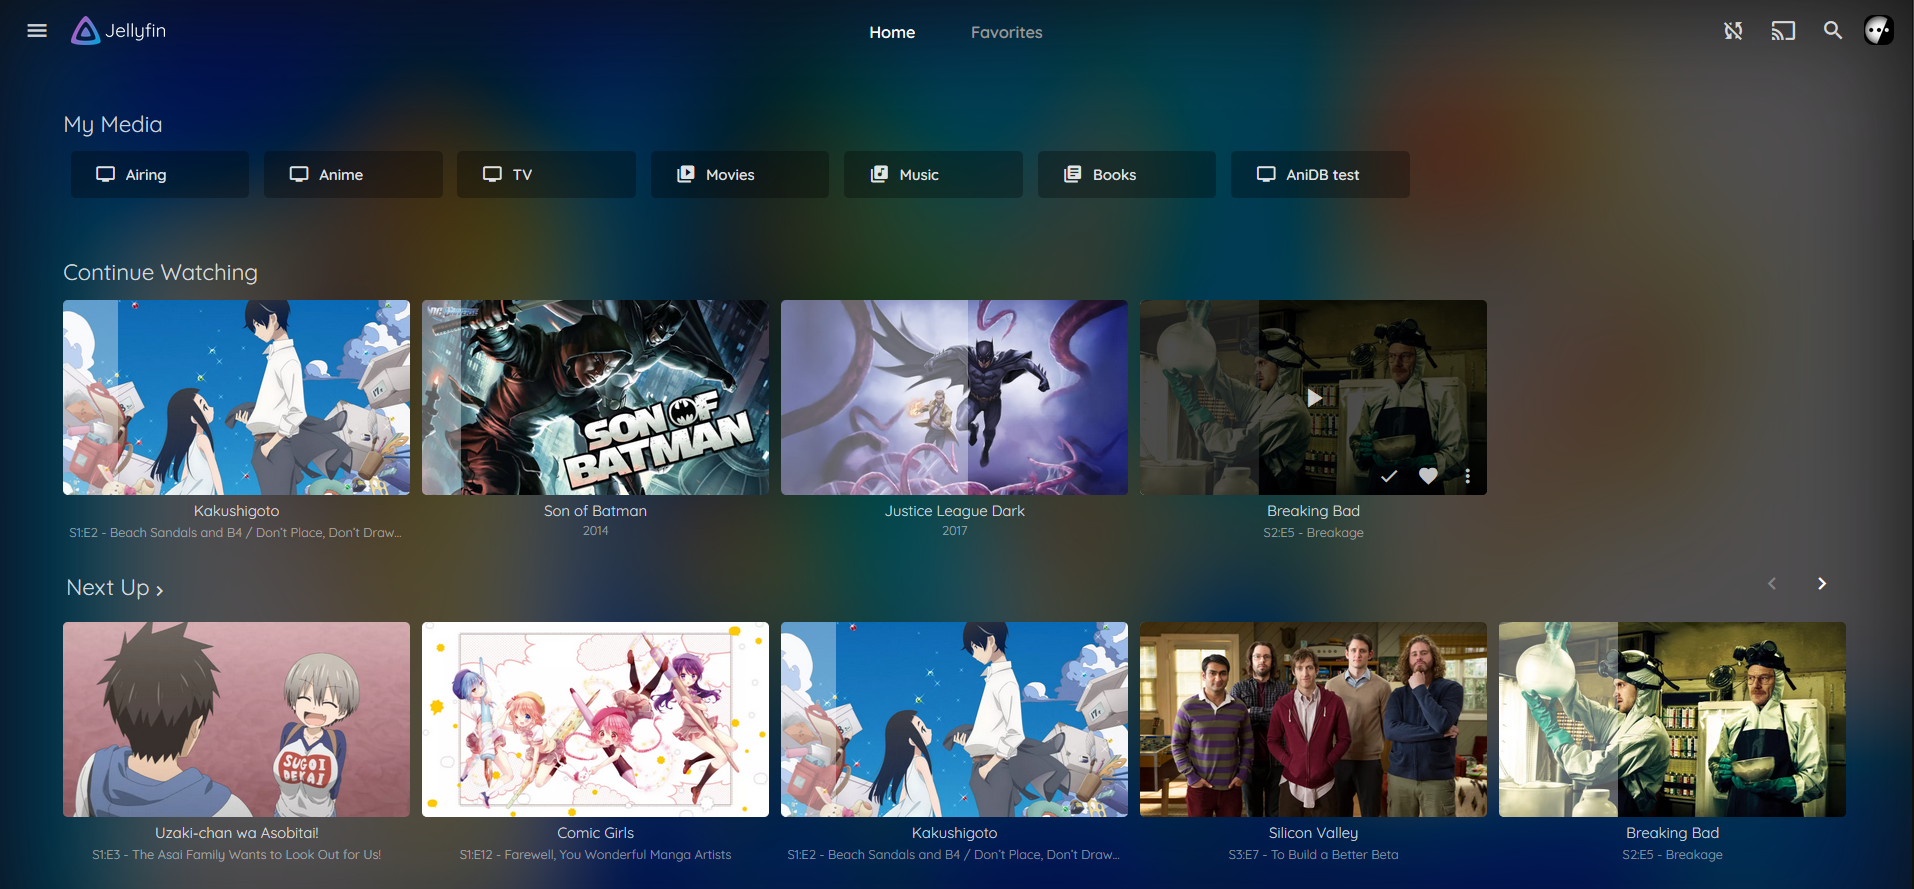 Jellyfin
Home
Favorites
My Media
Airing
Anime
TV
Movies
Music
Books
AniDB test
Continue Watching
SON OF
BATMAN
Kakushigoto
S1:E2 - Beach Sandals and B4 / Don't Place, Don't Draw...
Son of Batman
2014
Justice League Dark
2017
Breaking Bad
S2:E5 - Breakage
Next Up
SUGOI
DEKAI
Uzaki-chan wa Asobitai!
S1:E3 - The Asai Family Wants to Look Out for Us!
Comic Girls
S1:E12 - Farewell, You Wonderful Manga Artists
Kakushigoto
S1:E2 - Beach Sandals and B4 / Don't Place, Don't Draw...
Silicon Valley
S3:E7 - To Build a Better Beta
Breaking Bad
S2:E5 - Breakage